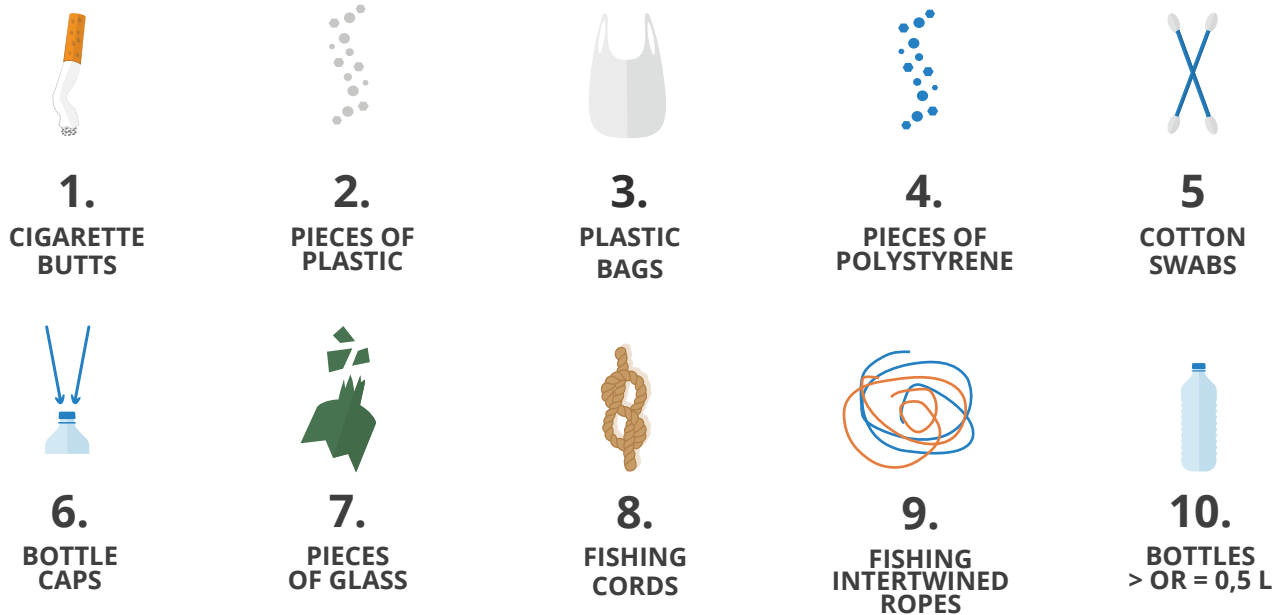 1.
CIGARETTE
BUTTS
2.
PIECES OF
PLASTIC
3.
PLASTIC
BAGS
4.
PIECES OF
POLYSTYRENE
5
COTTON
SWABS
6.
BOTTLE
CAPS
7.
PIECES
OF GLASS
8.
FISHING
CORDS
9.
FISHING
INTERTWINED
ROPES
10.
BOTTLES
> OR = 0,5 L